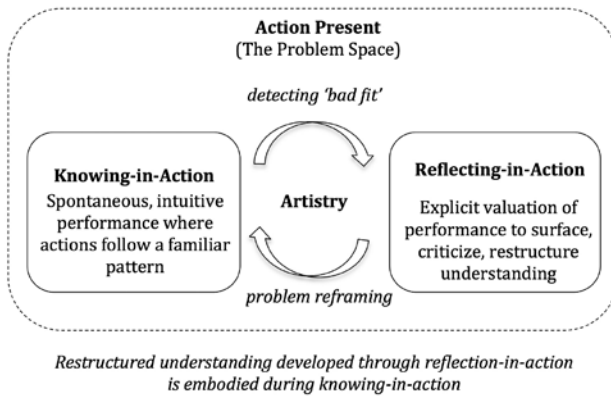 Action Present
(The Problem Space)
detecting ‘bad fit’
Knowing-in-Action
Spontaneous, intuitive
performance where
actions follow a familiar
pattern
Artistry
Reflecting-in-Action
Explicit valuation of
performance to surface,
criticize, restructure
understanding
problem reframing
Restructured understanding developed through reflection-in-action
is embodied during knowing-in-action